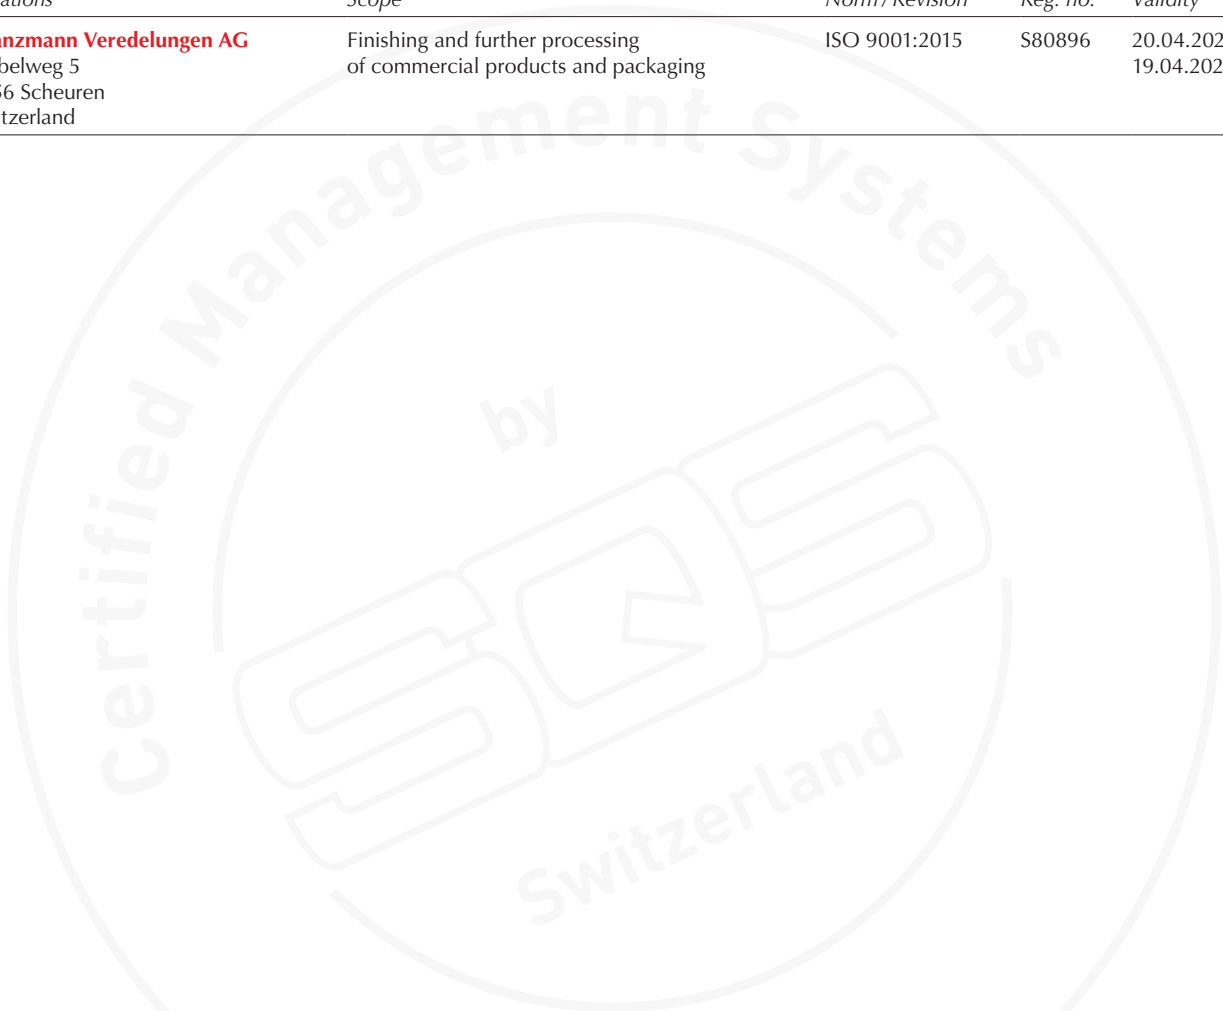 ations Scope Norm / Revision Reg. no. Validity
anzmann Veredelungen AG Finishing and further processing ISO 9001:2015 S80896 20.04.202
belweg 5 of commercial products and packaging 19.04.202
56 Scheuren
tzerland
Certified Management Systems
by
SQS
Switzerland